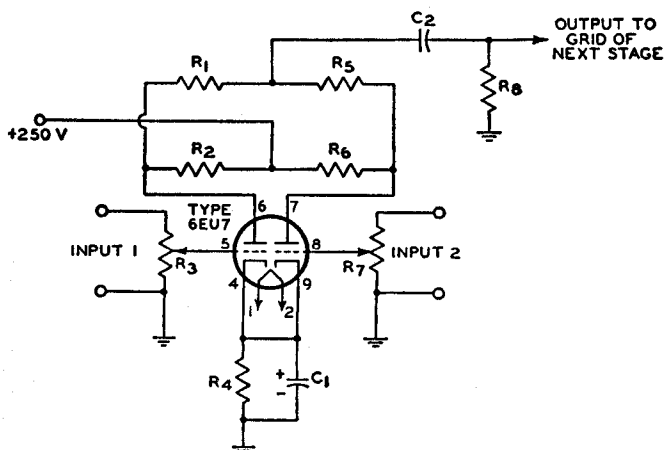 C2
OUTPUT TO
GRID OF
NEXT STAGE
R1
R5
R8
+250 V
R2
R6
TYPE
6EU7
6
7
INPUT 1
R3
5
8
R7
INPUT 2
4
9
1
2
R4
+
-
C1